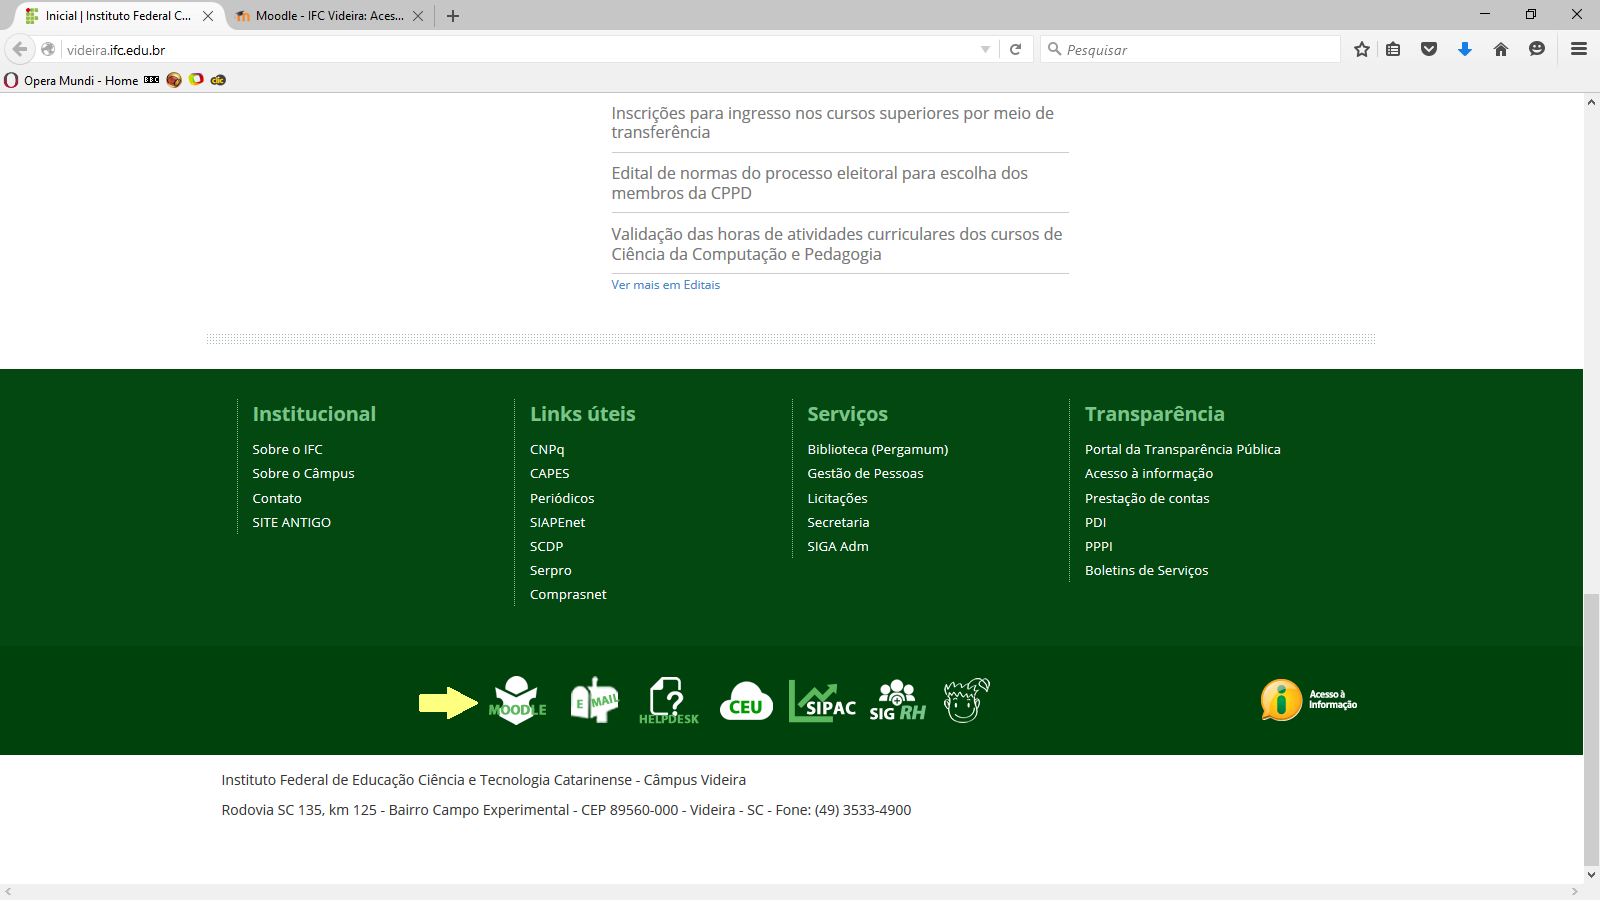 Inicial | Instituto Federal C...
Moodle - IFC Videira: Aces...
videira.ifc.edu.br
Pesquisar
Opera Mundi - Home
BBC
clic
Inscrições para ingresso nos cursos superiores por meio de
transferência
Edital de normas do processo eleitoral para escolha dos
membros da CPPD
Validação das horas de atividades curriculares dos cursos de
Ciência da Computação e Pedagogia
Ver mais em Editais
Institucional
Sobre o IFC
Sobre o Câmpus
Contato
SITE ANTIGO
Links úteis
CNPq
CAPES
Periódicos
SIAPEnet
SCDP
Serpro
Comprasnet
Serviços
Biblioteca (Pergamum)
Gestão de Pessoas
Licitações
Secretaria
SIGA Adm
Transparência
Portal da Transparência Pública
Acesso à informação
Prestação de contas
PDI
PPPI
Boletins de Serviços
MOODLE
E MAIL
?
HELPDESK
CEU
SIPAC
SIG RH
i
Acesso à
Informação
Instituto Federal de Educação Ciência e Tecnologia Catarinense - Câmpus Videira
Rodovia SC 135, km 125 - Bairro Campo Experimental - CEP 89560-000 - Videira - SC - Fone: (49) 3533-4900